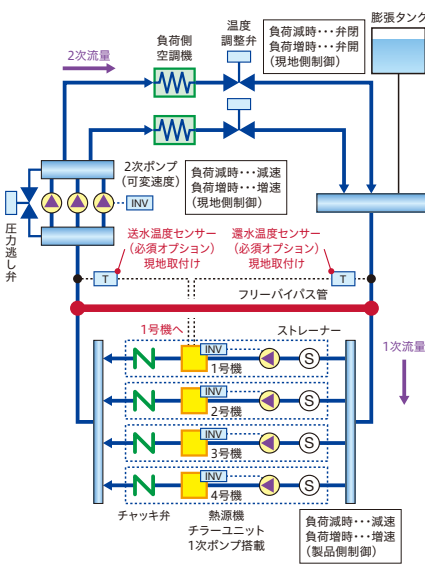 膨張タンク
温度
調整弁
負荷側
空調機
負荷減時・・・弁閉
負荷増時・・・弁開
(現地側制御)
2次流量
2次ポンプ
(可変速度)
INV
負荷減時・・・減速
負荷増時・・・増速
(現地側制御)
圧力逃し弁
送水温度センサー
(必須オプション)
現地取付け
還水温度センサー
(必須オプション)
現地取付け
T
T
フリーバイパス管
1号機へ
ストレーナー
1次流量
INV
S
1号機
INV
S
2号機
INV
S
3号機
INV
S
4号機
チャッキ弁
熱源機
チラーユニット
1次ポンプ搭載
負荷減時・・・減速
負荷増時・・・増速
(製品側制御)